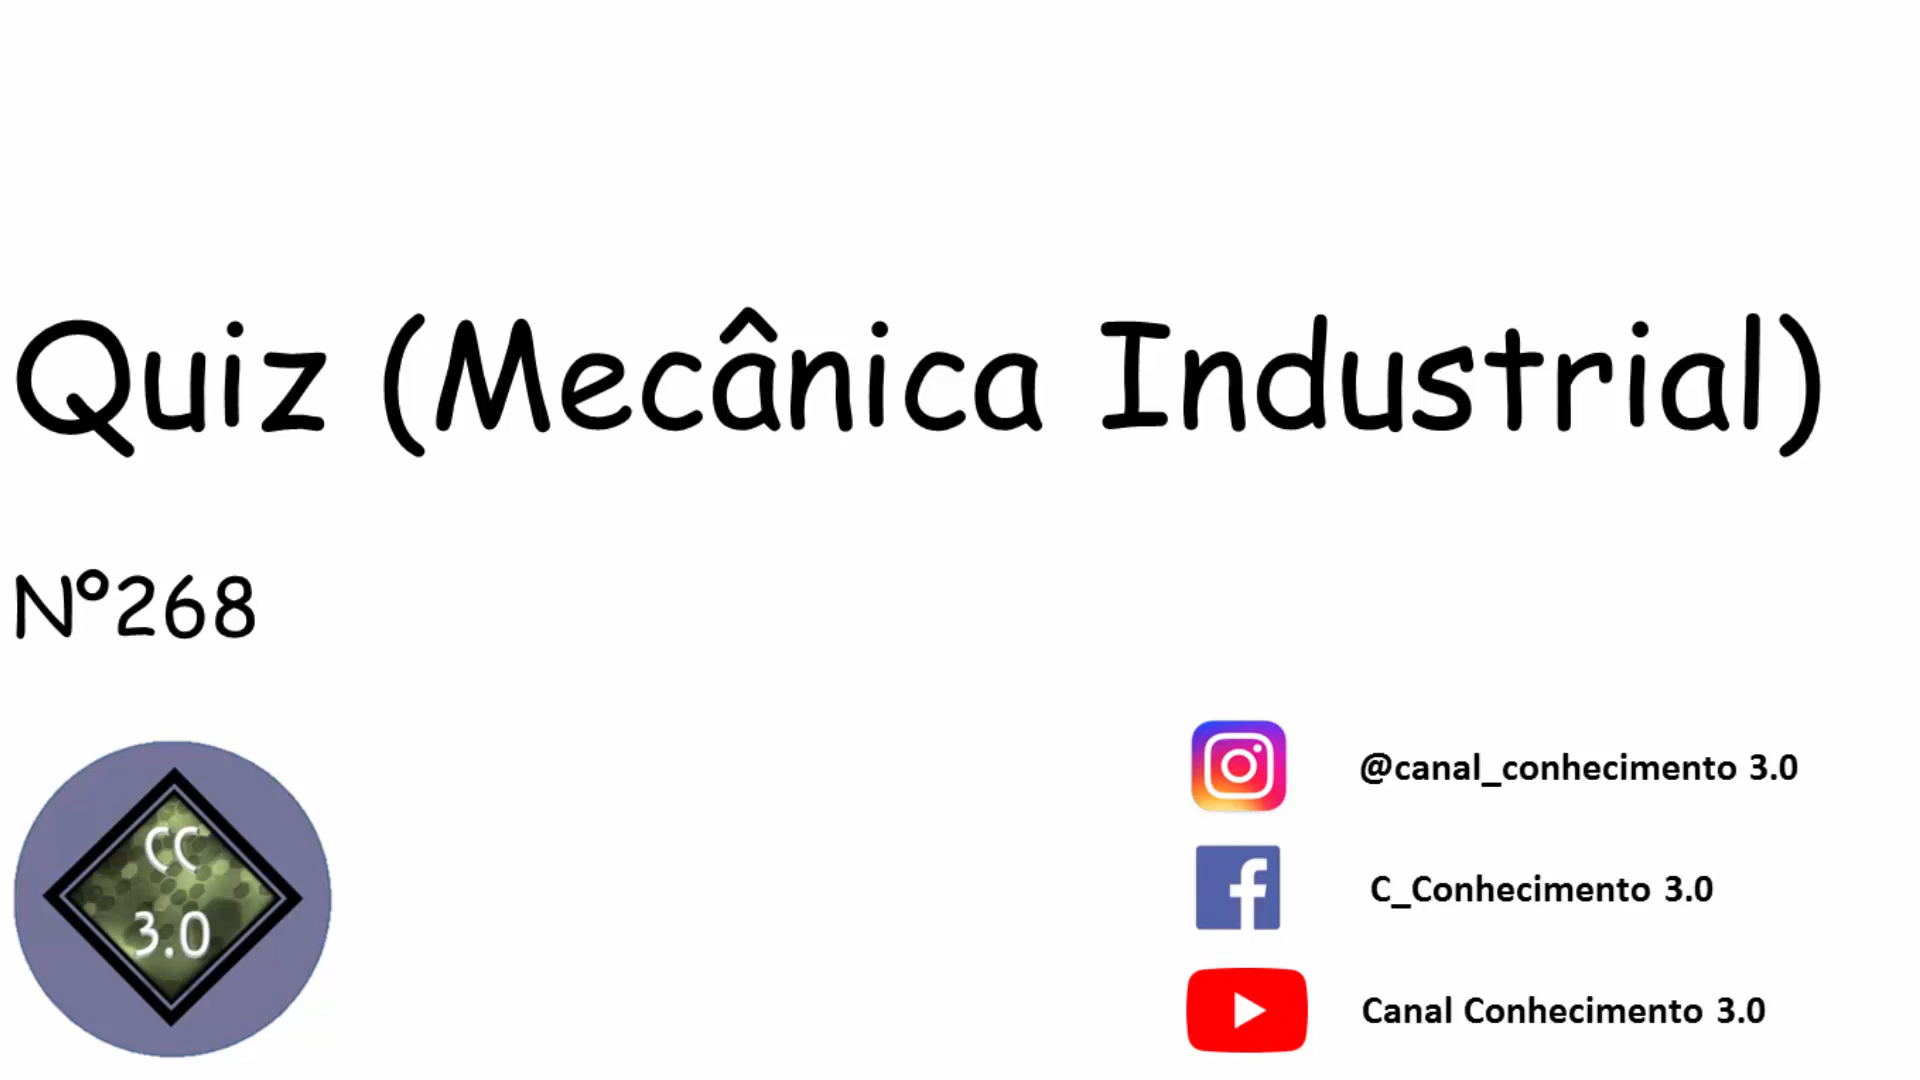 Quiz (Mecânica Industrial)
Nº268
CC
3.0
@canal_conhecimento 3.0
C_Conhecimento 3.0
Canal Conhecimento 3.0